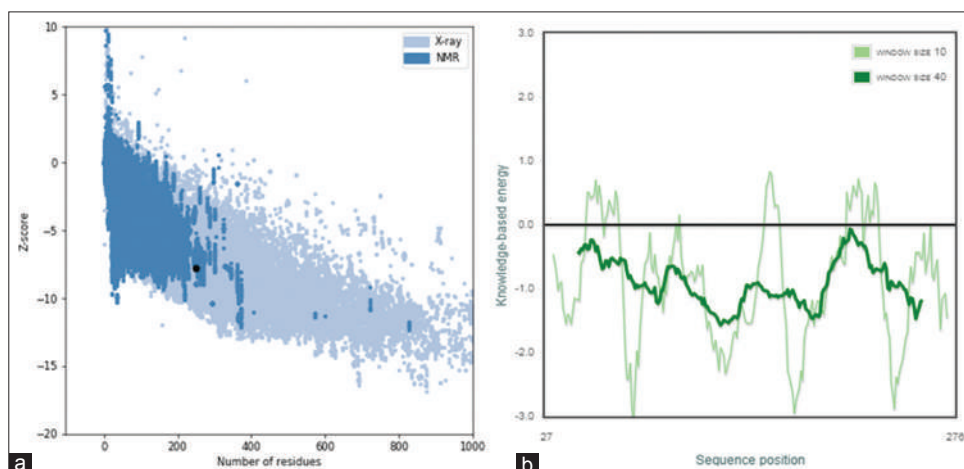 10
5
0
−5
−10
−15
−20
Z-score
X-ray
NMR
0
200
400
600
800
1000
Number of residues
a
3.0
2.0
1.0
0.0
-1.0
-2.0
-3.0
Knowledge-based energy
WINDOW SIZE 10
WINDOW SIZE 40
27
276
Sequence position
b